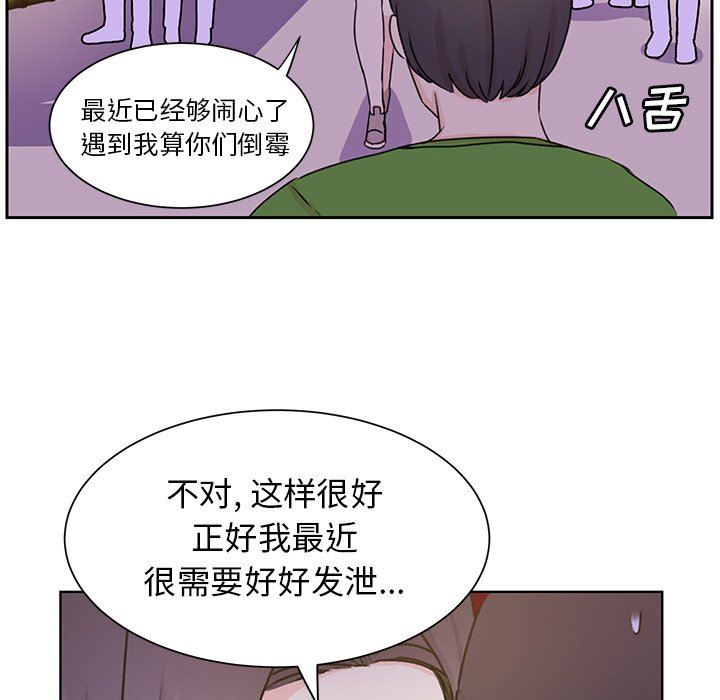 最近已经够闹心了
遇到我算你们倒霉
八舌
不对，这样很好
正好我最近
很需要好好发泄...